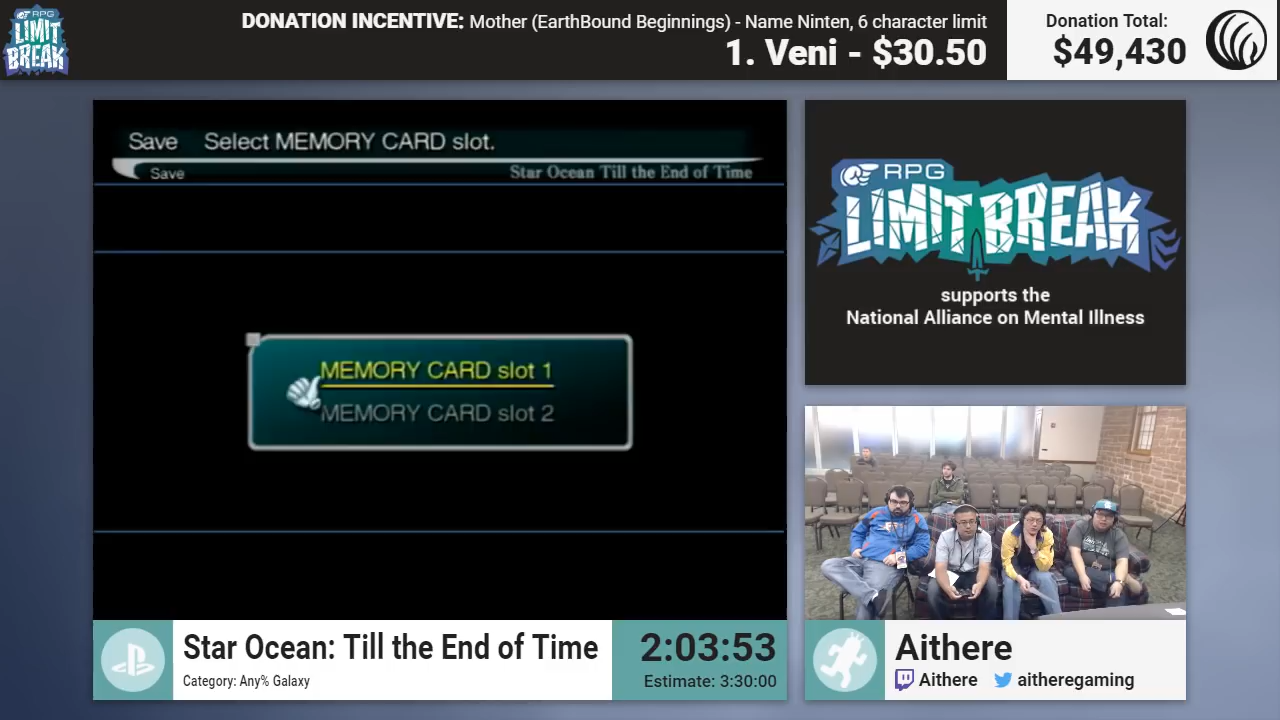 RPG
LIMIT
BREAK
DONATION INCENTIVE: Mother (EarthBound Beginnings) - Name Ninten, 6 character limit
1. Veni - $30.50
Donation Total:
$49,430
Save Select MEMORY CARD slot.
Save
Star Ocean Till the End of Time
MEMORY CARD slot 1
MEMORY CARD slot 2
RPG
LIMIT BREAK
supports the
National Alliance on Mental Illness
Star Ocean: Till the End of Time
Category: Any% Galaxy
2:03:53
Estimate: 3:30:00
Aithere
Aithere
aitheregaming